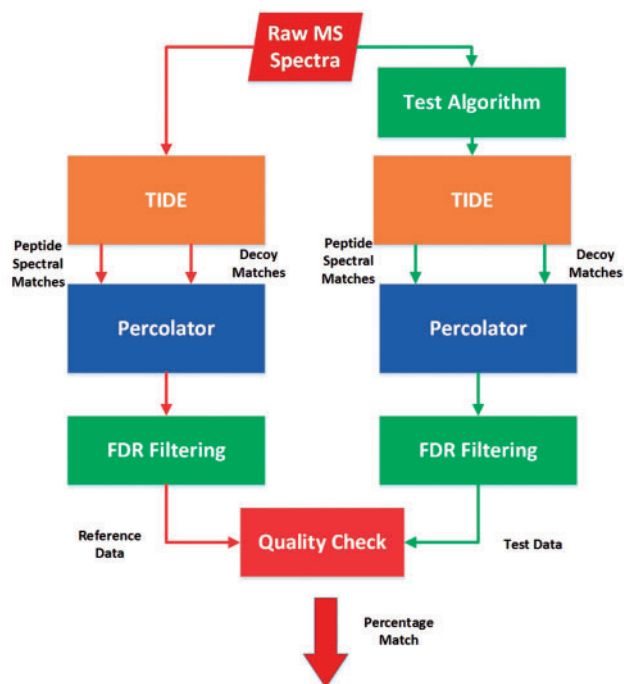 Raw MS
Spectra
Test Algorithm
TIDE
TIDE
Peptide
Spectral
Matches
Decoy
Matches
Peptide
Spectral
Matches
Decoy
Matches
Percolator
Percolator
FDR Filtering
FDR Filtering
Reference
Data
Quality Check
Test Data
Percentage
Match